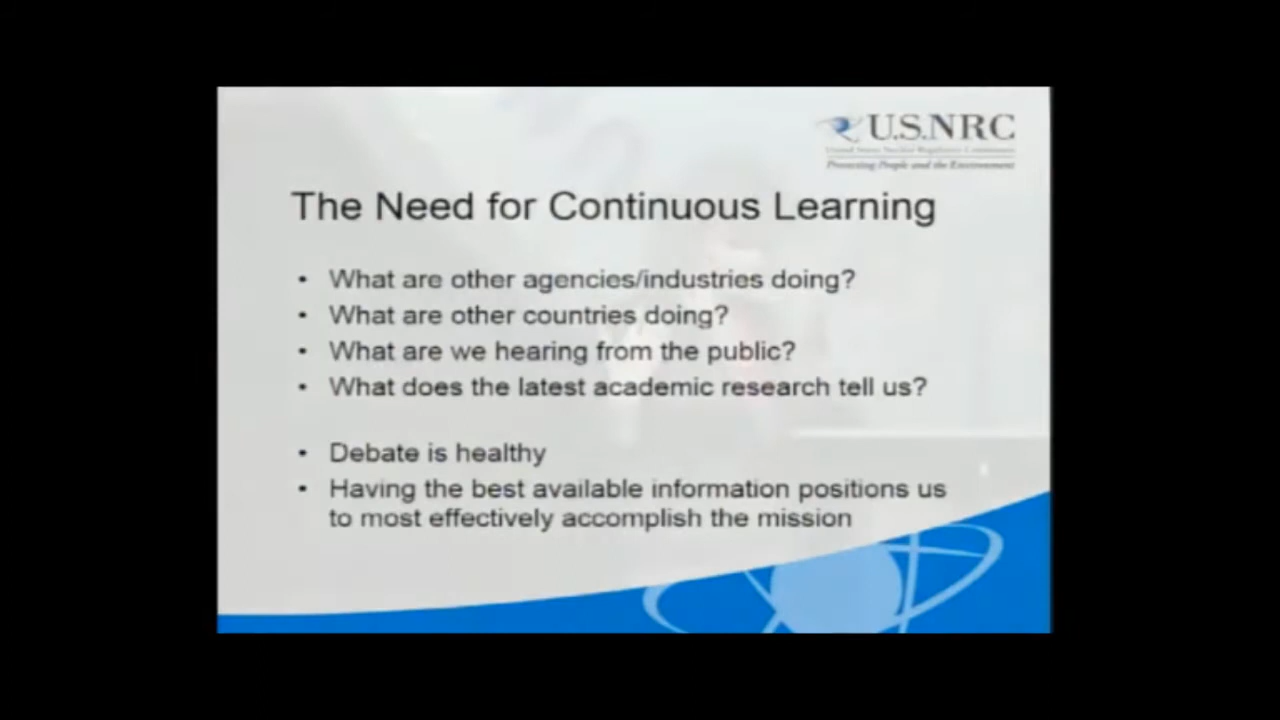 U.S.NRC
United States Nuclear Regulatory Commission
Protecting People and the Environment
The Need for Continuous Learning
• What are other agencies/industries doing?
• What are other countries doing?
• What are we hearing from the public?
• What does the latest academic research tell us?
• Debate is healthy
• Having the best available information positions us
to most effectively accomplish the mission